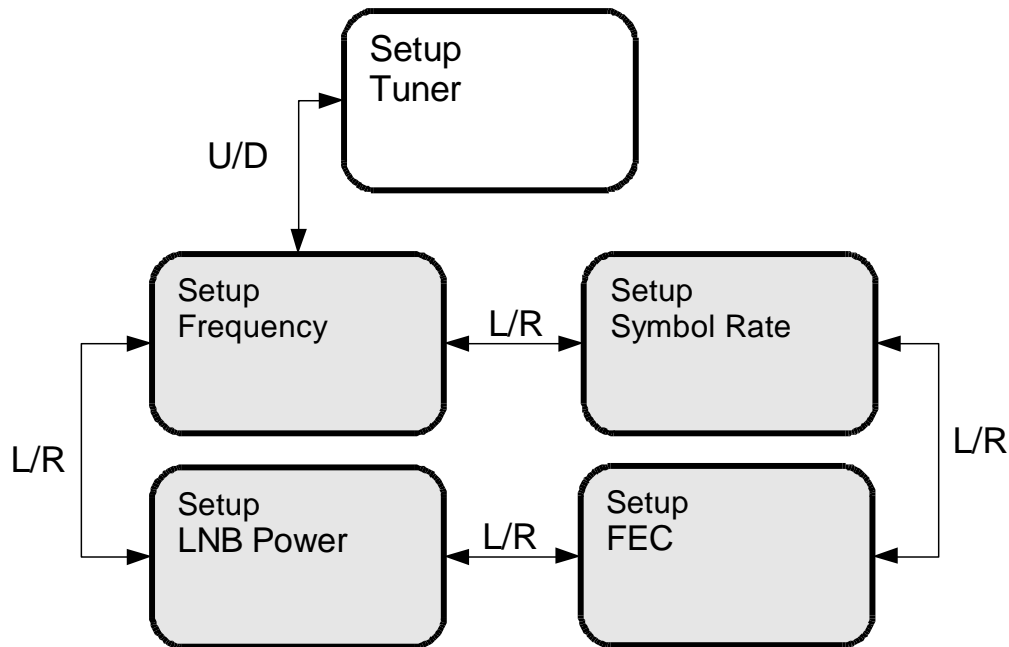 Setup
Tuner
U/D
Setup
Frequency
L/R
Setup
Symbol Rate
L/R
L/R
Setup
LNB Power
L/R
Setup
FEC